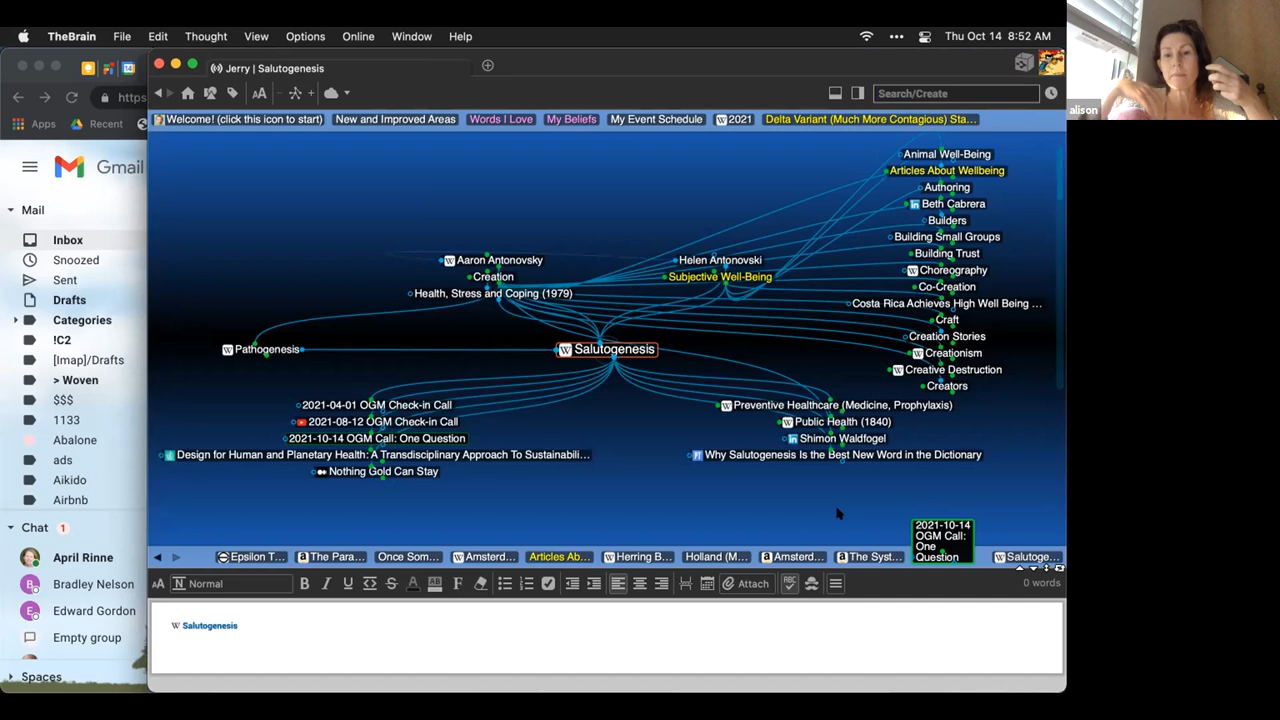 TheBrain File Edit Thought View Options Online Window Help Thu Oct 14 8:52 AM
alison
Jerry | Salutogenesis
https
Search/Create
Apps
Recent
Welcome! (click this icon to start) New and Improved Areas Words I Love My Beliefs My Event Schedule 2021 Delta Variant (Much More Contagious) Sta...
Gmail
Mail
Inbox
Snoozed
Sent
Drafts
Categories
!C2
[Imap]/Drafts
> Woven
$$$
1133
Abalone
ads
Aikido
Airbnb
Chat 1
April Rinne
Bradley Nelson
Edward Gordon
Empty group
Spaces
Aaron Antonovsky
Creation
Health, Stress and Coping (1979)
Helen Antonovski
Subjective Well-Being
Animal Well-Being
Articles About Wellbeing
Authoring
Beth Cabrera
Builders
Building Small Groups
Building Trust
Choreography
Co-Creation
Costa Rica Achieves High Well Being ...
Craft
Creation Stories
Creationism
Creative Destruction
Creators
Pathogenesis
Salutogenesis
2021-04-01 OGM Check-in Call
2021-08-12 OGM Check-in Call
2021-10-14 OGM Call: One Question
Design for Human and Planetary Health: A Transdisciplinary Approach To Sustainabili...
Nothing Gold Can Stay
Preventive Healthcare (Medicine, Prophylaxis)
Public Health (1840)
Shimon Waldfogel
Why Salutogenesis Is the Best New Word in the Dictionary
Epsilon T... The Para... Once Som... Amsterd... Articles Ab... Herring B... Holland (M... Amsterd... The Syst...
2021-10-14
OGM Call:
One
Question
Salutoge...
Normal B I U S A F Attach 0 words
Salutogenesis